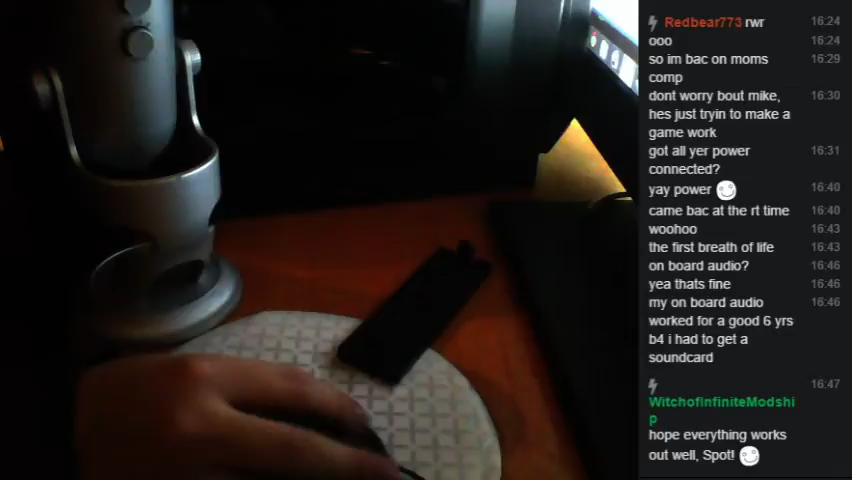 Redbear773 rwr 16:24
ooo 16:24
so im bac on moms 16:29
comp
dont worry bout mike, 16:30
hes just tryin to make a
game work
got all yer power 16:31
connected?
yay power 16:40
came bac at the rt time 16:40
woohoo 16:43
the first breath of life 16:43
on board audio? 16:46
yea thats fine 16:46
my on board audio 16:46
worked for a good 6 yrs
b4 i had to get a
soundcard
16:47
WitchofInfiniteModshi
p
hope everything works
out well, Spot!